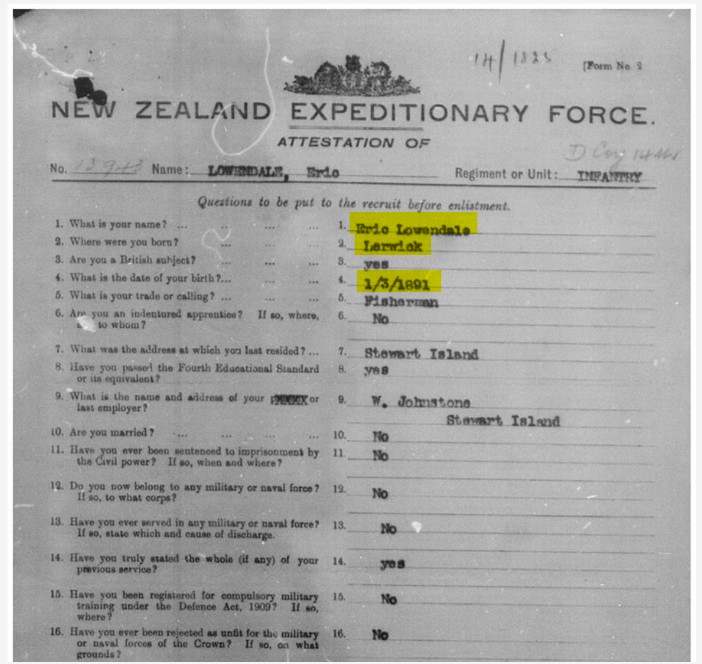 14/1325
[Form No. 2
NEW ZEALAND EXPEDITIONARY FORCE.
ATTESTATION OF
D Coy
No. 13943 Name: LOWENDALE, Eric Regiment or Unit: INFANTRY
Questions to be put to the recruit before enlistment.
1. What is your name? ... ... ... 1. Eric Lowendale
2. Where were you born? ... ... ... 2. Lerwick
3. Are you a British subject? ... ... ... 3. yes
4. What is the date of your birth?... ... ... 4. 1/3/1891
5. What is your trade or calling? ... ... ... 5. Fisherman
6. Are you an indentured apprentice? If so, where, 6. No
to whom?
7. What was the address at which you last resided? ... 7. Stewart Island
8. Have you passed the Fourth Educational Standard 8. yes
or its equivalent?
9. What is the name and address of your or 9. W. Johnstone
last employer? Stewart Island
10. Are you married? ... ... ... ... 10. No
11. Have you ever been sentenced to imprisonment by 11. No
the Civil power? If so, when and where?
12. Do you now belong to any military or naval force? 12. No
If so, to what corps?
13. Have you ever served in any military or naval force? 13. No
If so, state which and cause of discharge.
14. Have you truly stated the whole (if any) of your 14. yes
previous service?
15. Have you been registered for compulsory military 15. No
training under the Defence Act, 1909? If so,
where?
16. Have you ever been rejected as unfit for the military 16. No
or naval forces of the Crown? If so, on what
grounds?